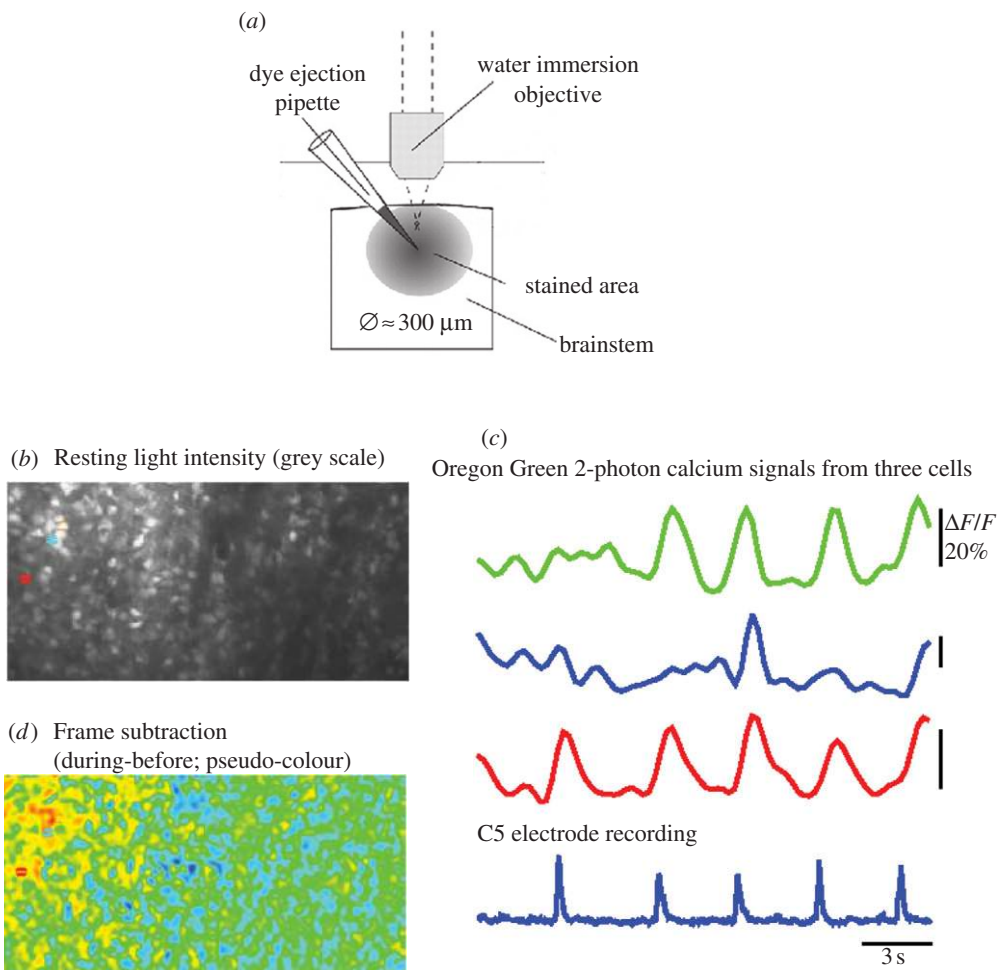 (a)
dye ejection
pipette
water immersion
objective
stained area
∅ ≈ 300 μm
brainstem
(b) Resting light intensity (grey scale)
(c)
Oregon Green 2-photon calcium signals from three cells
ΔF/F
20%
(d) Frame subtraction
(during-before; pseudo-colour)
C5 electrode recording
3 s